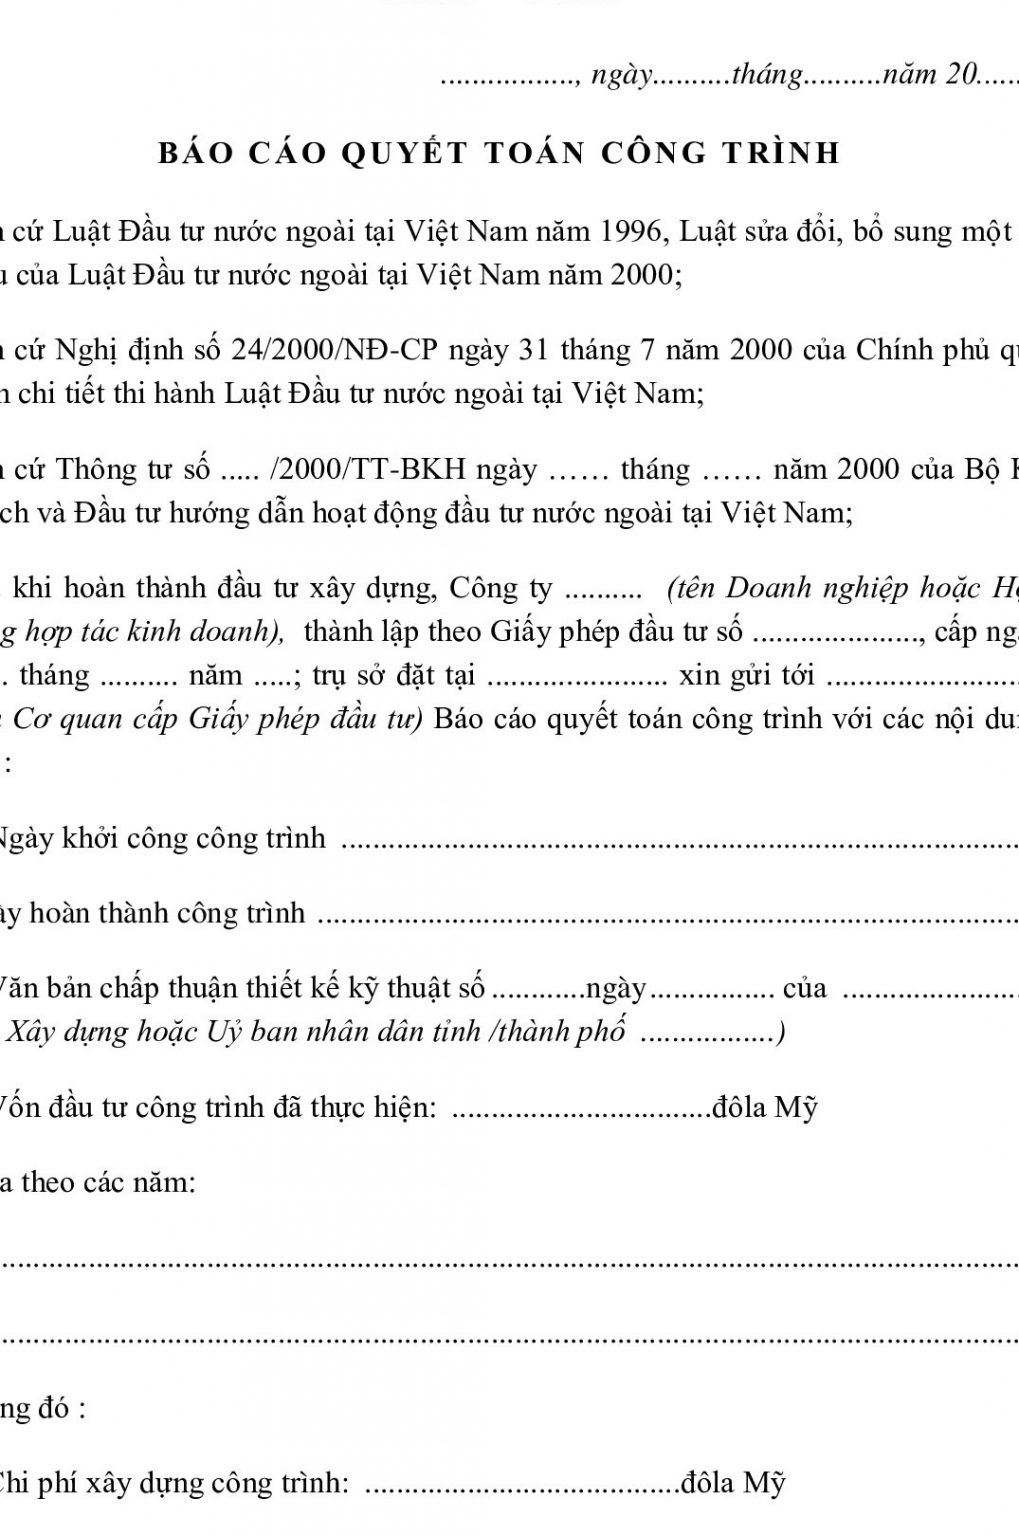 ................., ngày..........tháng..........năm 20......
BÁO CÁO QUYẾT TOÁN CÔNG TRÌNH
cứ Luật Đầu tư nước ngoài tại Việt Nam năm 1996, Luật sửa đổi, bổ sung một
của Luật Đầu tư nước ngoài tại Việt Nam năm 2000;
cứ Nghị định số 24/2000/NĐ-CP ngày 31 tháng 7 năm 2000 của Chính phủ
chi tiết thi hành Luật Đầu tư nước ngoài tại Việt Nam;
cứ Thông tư số ..... /2000/TT-BKH ngày …… tháng …… năm 2000 của Bộ
ch và Đầu tư hướng dẫn hoạt động đầu tư nước ngoài tại Việt Nam;
khi hoàn thành đầu tư xây dựng, Công ty .......... (tên Doanh nghiệp hoặc
g hợp tác kinh doanh), thành lập theo Giấy phép đầu tư số ....................., cấp
. tháng .......... năm .....; trụ sở đặt tại ....................... xin gửi tới .........................
Cơ quan cấp Giấy phép đầu tư) Báo cáo quyết toán công trình với các nội
:
Ngày khởi công công trình ......................................................................................
ày hoàn thành công trình .........................................................................................
Văn bản chấp thuận thiết kế kỹ thuật số ............ngày................ của .......................
Xây dựng hoặc Uỷ ban nhân dân tỉnh /thành phố .................)
Vốn đầu tư công trình đã thực hiện: .................................đôla Mỹ
a theo các năm:
.................................................................................................................................
.................................................................................................................................
ng đó :
Chi phí xây dựng công trình: ........................................đôla Mỹ